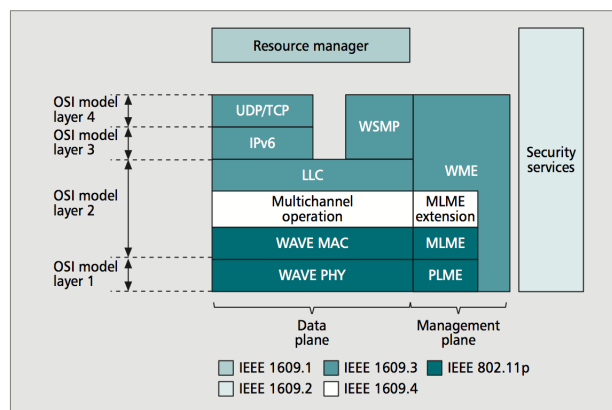 Resource manager
OSI model
layer 4
UDP/TCP
WSMP
OSI model
layer 3
IPv6
Security
services
LLC
WME
OSI model
layer 2
Multichannel
operation
MLME
extension
WAVE MAC
MLME
OSI model
layer 1
WAVE PHY
PLME
Data
plane
Management
plane
IEEE 1609.1
IEEE 1609.3
IEEE 802.11p
IEEE 1609.2
IEEE 1609.4